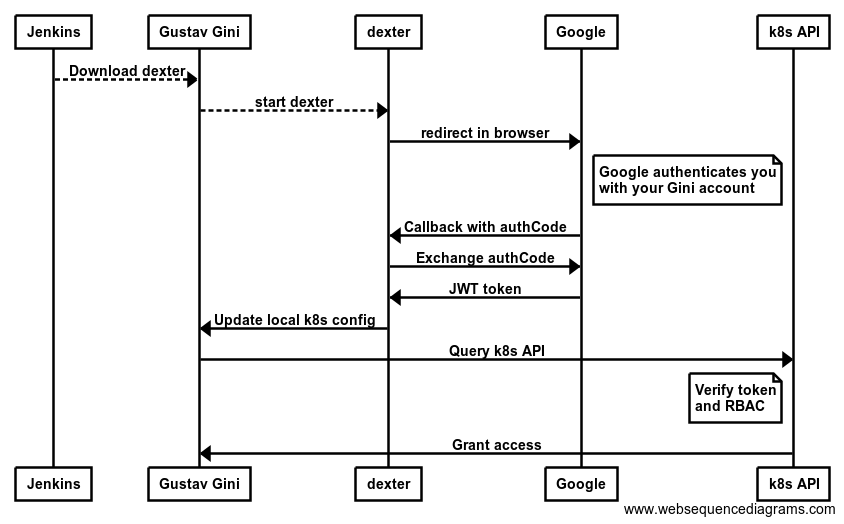 Jenkins
Gustav Gini
dexter
Google
k8s API
Download dexter
start dexter
redirect in browser
Google authenticates you
with your Gini account
Callback with authCode
Exchange authCode
JWT token
Update local k8s config
Query k8s API
Verify token
and RBAC
Grant access
Jenkins
Gustav Gini
dexter
Google
k8s API
www.websequencediagrams.com